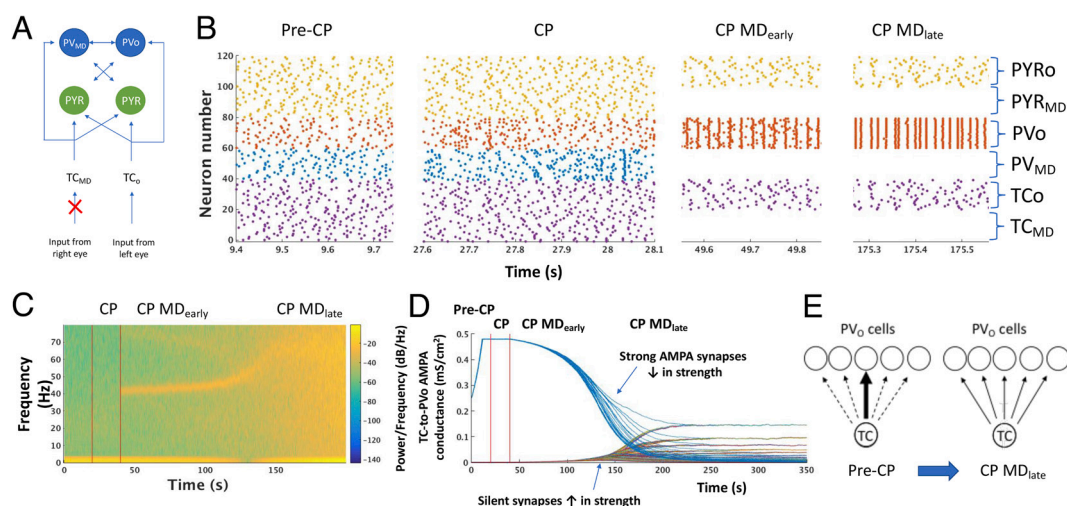 A
PV_MD
PVo
PYR
PYR
TC_MD
TC_o
Input from
right eye
Input from
left eye
B
Pre-CP
CP
CP MD_early
CP MD_late
Neuron number
120
100
80
60
40
20
0
9.4
9.5
9.6
9.7
27.6
27.7
27.8
27.9
28
28.1
49.6
49.7
49.8
175.3
175.4
175.5
Time (s)
PYRo
PYR_MD
PVo
PV_MD
TCo
TC_MD
C
CP
CP MD_early
CP MD_late
Frequency
(Hz)
70
60
50
40
30
20
10
0
0
50
100
150
Time (s)
-20
-40
-60
-80
-100
-120
-140
Power/Frequency (dB/Hz)
D
Pre-CP
CP
CP MD_early
CP MD_late
TC-to-PVo AMPA
conductance (mS/cm²)
0.5
0.4
0.3
0.2
0.1
0
0
50
100
150
200
250
300
350
Strong AMPA synapses
↓ in strength
Time (s)
Silent synapses ↑ in strength
E
PV_O cells
PV_O cells
TC
TC
Pre-CP
CP MD_late